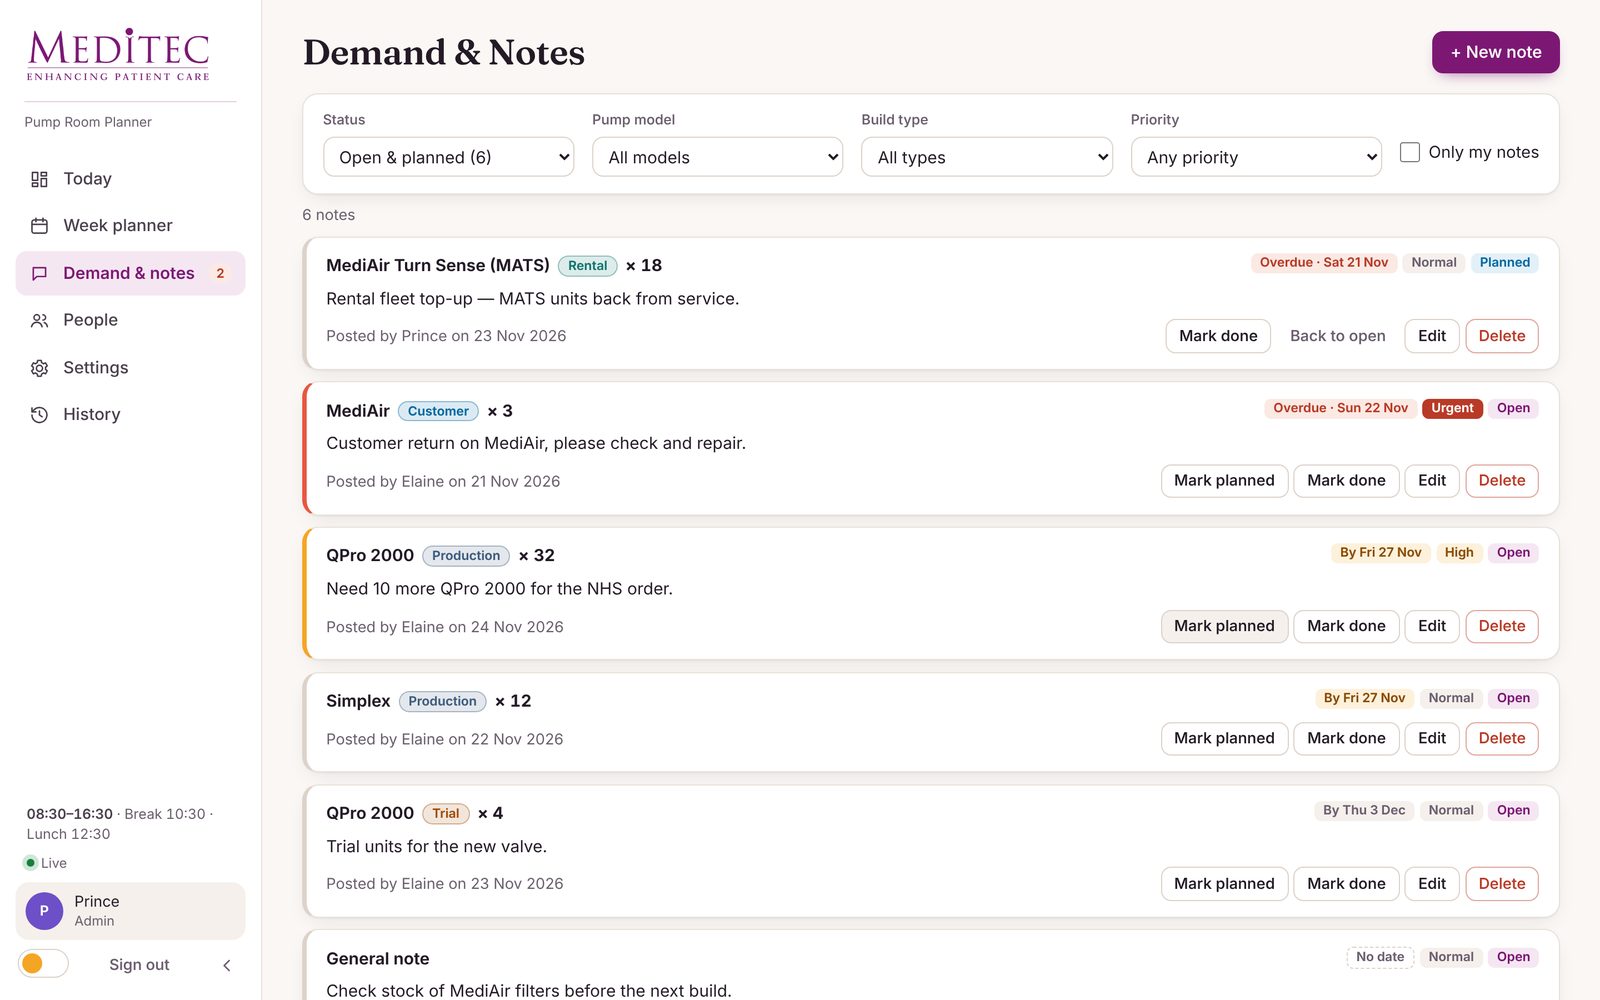 MEDITEC
ENHANCING PATIENT CARE
Pump Room Planner
Today
Week planner
Demand & notes 2
People
Settings
History
08:30–16:30 · Break 10:30 ·
Lunch 12:30
Live
P
Prince
Admin
Sign out
Demand & Notes
+ New note
Status
Pump model
Build type
Priority
Open & planned (6)
All models
All types
Any priority
Only my notes
6 notes
MediAir Turn Sense (MATS) Rental × 18
Overdue · Sat 21 Nov Normal Planned
Rental fleet top-up — MATS units back from service.
Posted by Prince on 23 Nov 2026
Mark done Back to open Edit Delete
MediAir Customer × 3
Overdue · Sun 22 Nov Urgent Open
Customer return on MediAir, please check and repair.
Posted by Elaine on 21 Nov 2026
Mark planned Mark done Edit Delete
QPro 2000 Production × 32
By Fri 27 Nov High Open
Need 10 more QPro 2000 for the NHS order.
Posted by Elaine on 24 Nov 2026
Mark planned Mark done Edit Delete
Simplex Production × 12
By Fri 27 Nov Normal Open
Posted by Elaine on 22 Nov 2026
Mark planned Mark done Edit Delete
QPro 2000 Trial × 4
By Thu 3 Dec Normal Open
Trial units for the new valve.
Posted by Elaine on 23 Nov 2026
Mark planned Mark done Edit Delete
General note
No date Normal Open
Check stock of MediAir filters before the next build.